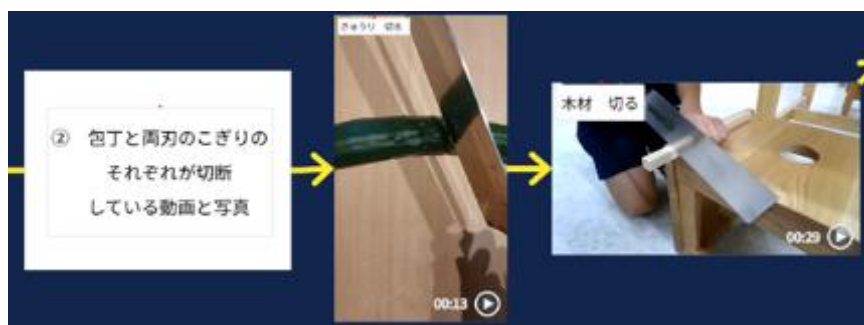 ② 包丁と両刃のこぎりの
それぞれが切断
している動画と写真
きゅうり 切る
00:13
木材 切る
00:29